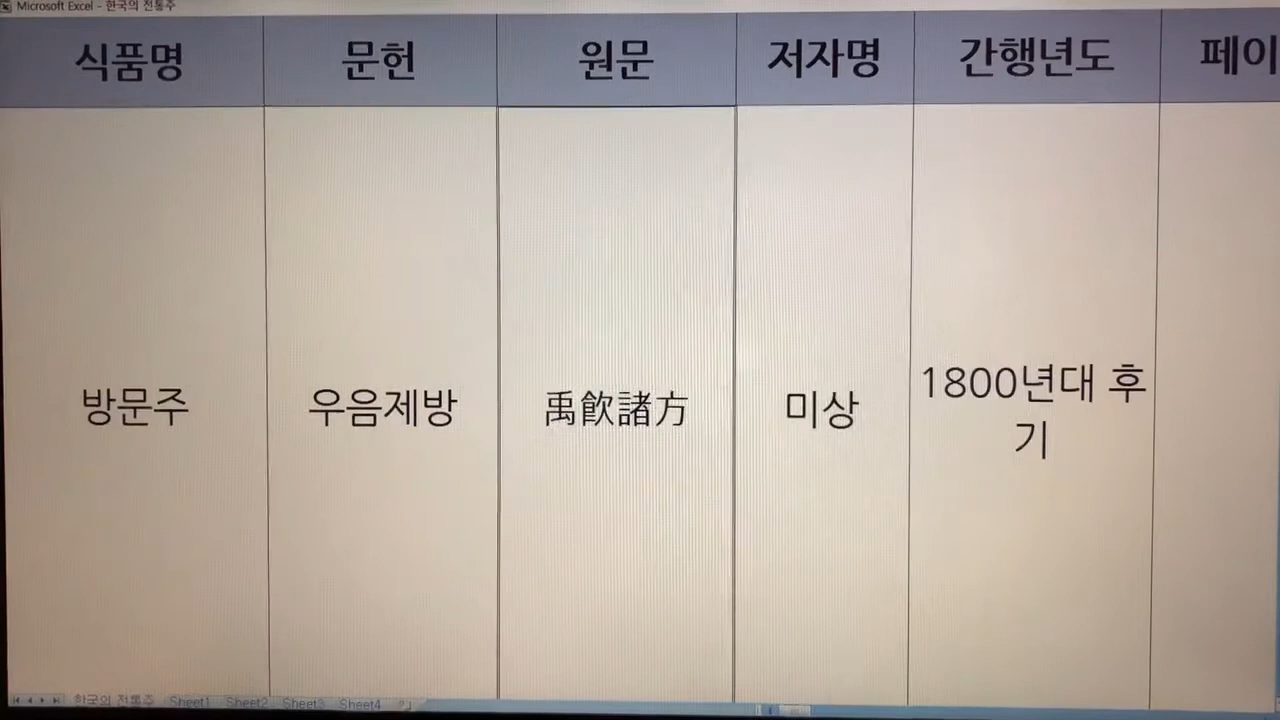 Microsoft Excel - 한국의 전통주
식품명 문헌 원문 저자명 간행년도 페이
방문주 우음제방 禹飮諸方 미상 1800년대 후
기
한국의 전통주 Sheet1 Sheet2 Sheet3 Sheet4